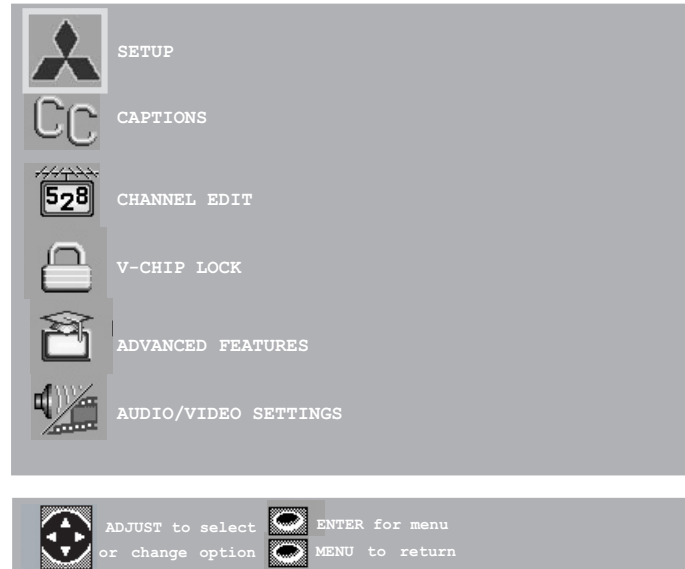 SETUP
CC
CAPTIONS
528
CHANNEL EDIT
V-CHIP LOCK
ADVANCED FEATURES
AUDIO/VIDEO SETTINGS
ADJUST to select
or change option
ENTER for menu
MENU to return